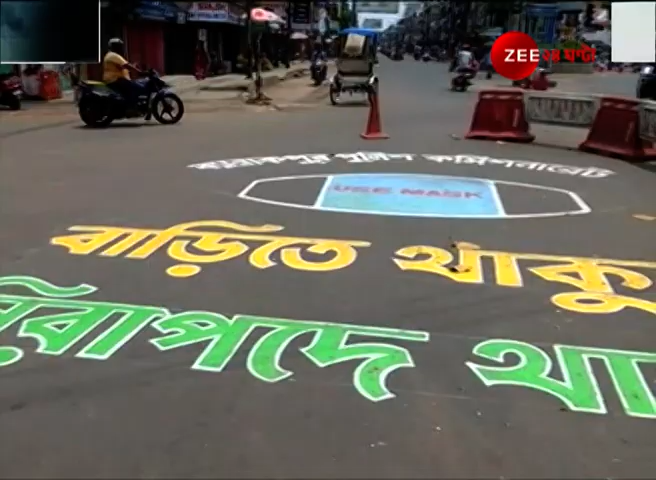 ZEE ২৪ ঘণ্টা
ব্যারাকপুর পুলিশ কমিশনারেট
USE MASK
বাড়িতে থাকু
নিরাপদে থা